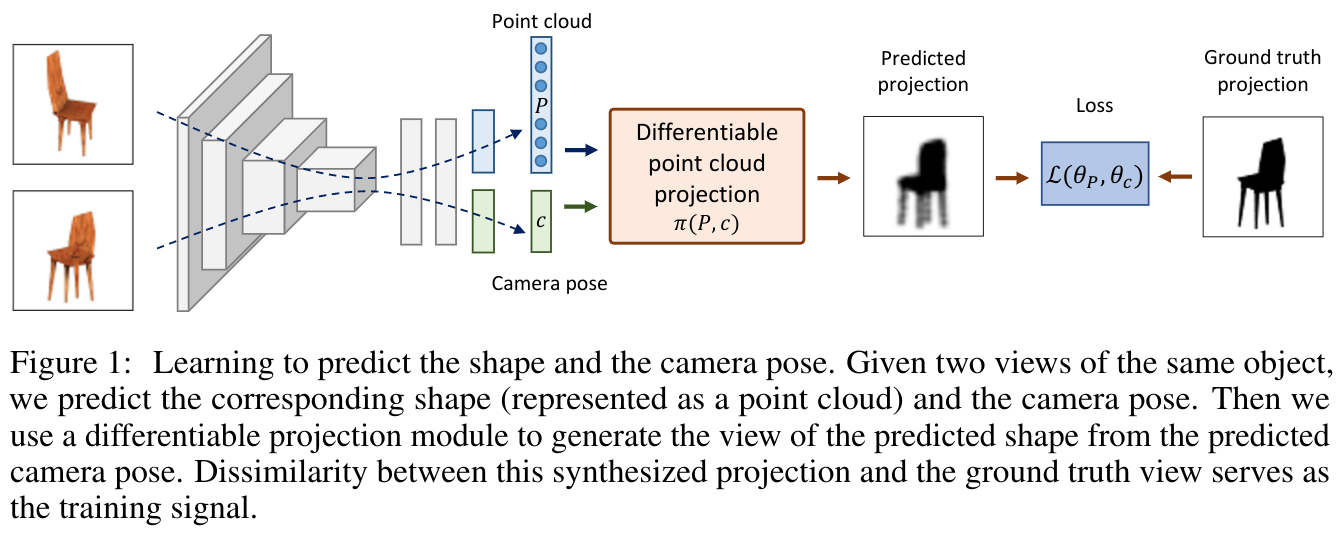 Point cloud
P
c
Camera pose
Differentiable
point cloud
projection
π(P, c)
Predicted
projection
Loss
ℒ(θ_P, θ_c)
Ground truth
projection
Figure 1: Learning to predict the shape and the camera pose. Given two views of the same object,
we predict the corresponding shape (represented as a point cloud) and the camera pose. Then we
use a differentiable projection module to generate the view of the predicted shape from the predicted
camera pose. Dissimilarity between this synthesized projection and the ground truth view serves as
the training signal.